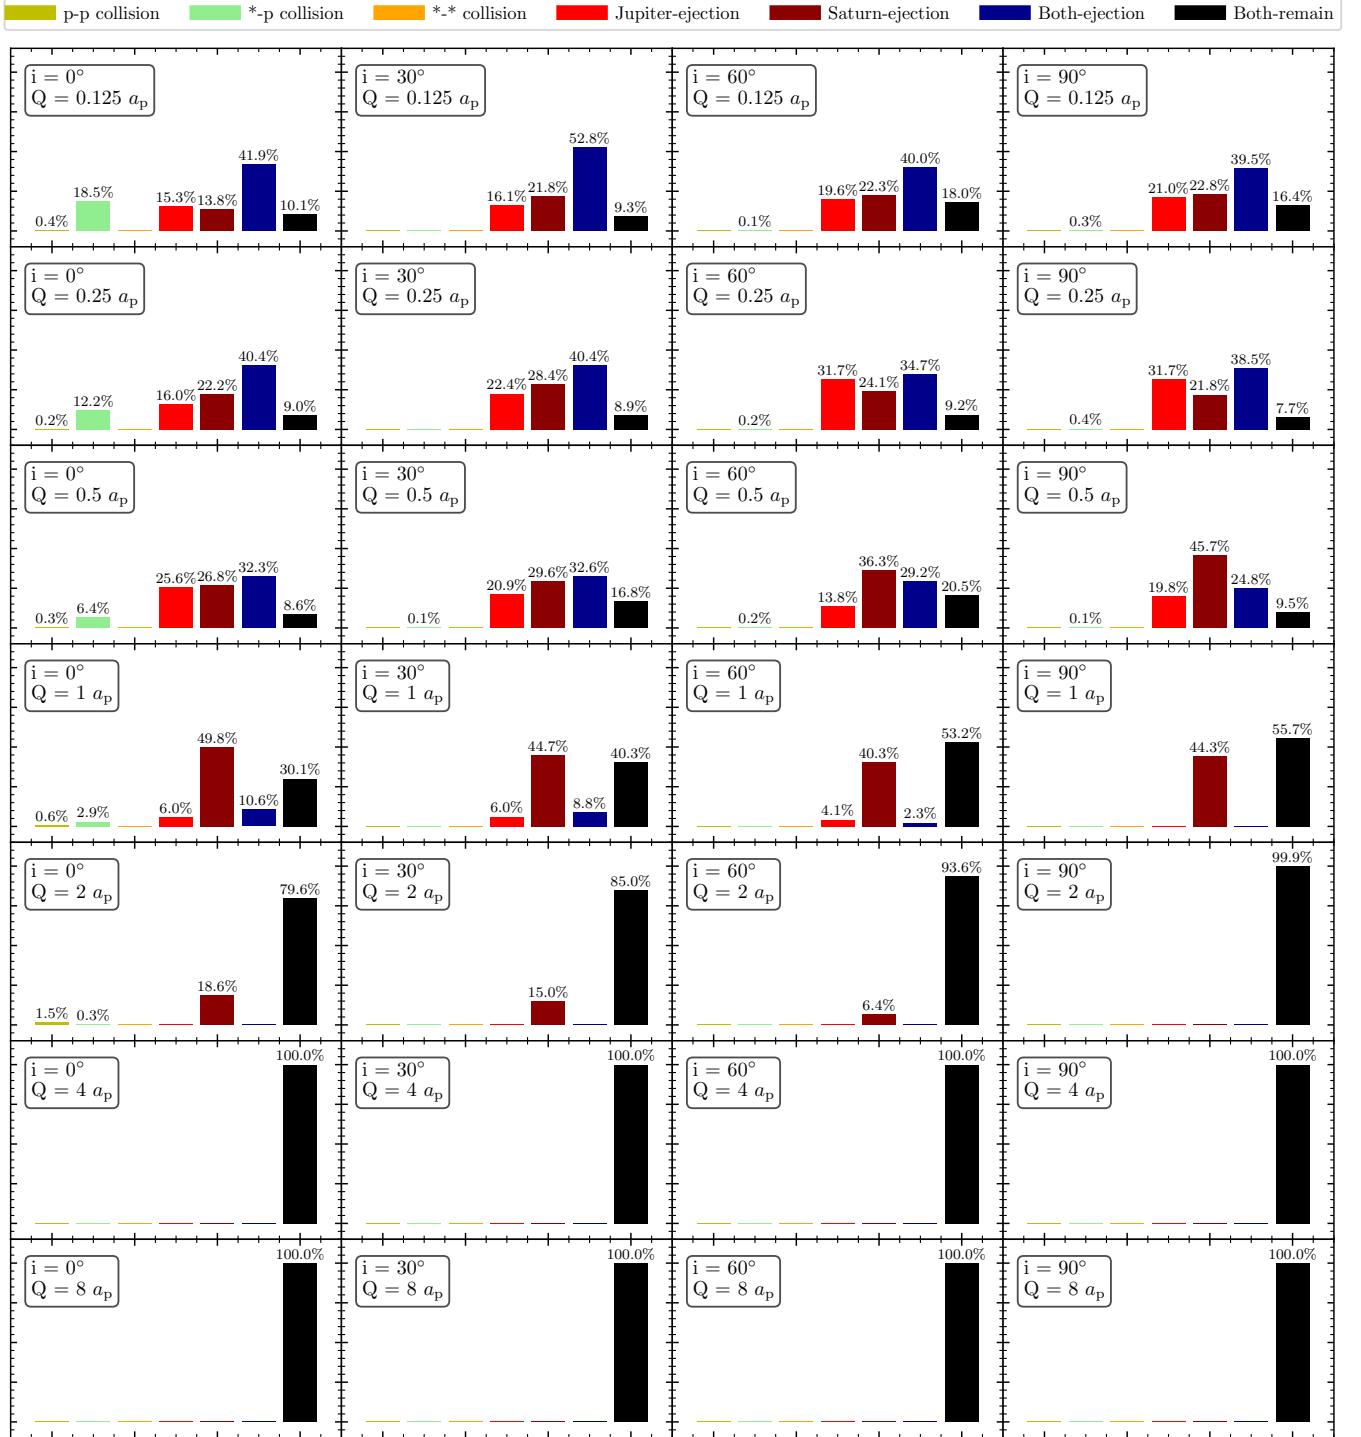 p-p collision *-p collision *-* collision Jupiter-ejection Saturn-ejection Both-ejection Both-remain
i = 0°
Q = 0.125 aₚ
0.4%
18.5%
15.3%
13.8%
41.9%
10.1%
i = 30°
Q = 0.125 aₚ
16.1%
21.8%
52.8%
9.3%
i = 60°
Q = 0.125 aₚ
0.1%
19.6%
22.3%
40.0%
18.0%
i = 90°
Q = 0.125 aₚ
0.3%
21.0%
22.8%
39.5%
16.4%
i = 0°
Q = 0.25 aₚ
0.2%
12.2%
16.0%
22.2%
40.4%
9.0%
i = 30°
Q = 0.25 aₚ
22.4%
28.4%
40.4%
8.9%
i = 60°
Q = 0.25 aₚ
0.2%
31.7%
24.1%
34.7%
9.2%
i = 90°
Q = 0.25 aₚ
0.4%
31.7%
21.8%
38.5%
7.7%
i = 0°
Q = 0.5 aₚ
0.3%
6.4%
25.6%
26.8%
32.3%
8.6%
i = 30°
Q = 0.5 aₚ
0.1%
20.9%
29.6%
32.6%
16.8%
i = 60°
Q = 0.5 aₚ
0.2%
13.8%
36.3%
29.2%
20.5%
i = 90°
Q = 0.5 aₚ
0.1%
19.8%
45.7%
24.8%
9.5%
i = 0°
Q = 1 aₚ
0.6%
2.9%
6.0%
49.8%
10.6%
30.1%
i = 30°
Q = 1 aₚ
6.0%
44.7%
8.8%
40.3%
i = 60°
Q = 1 aₚ
4.1%
40.3%
2.3%
53.2%
i = 90°
Q = 1 aₚ
44.3%
55.7%
i = 0°
Q = 2 aₚ
1.5%
0.3%
18.6%
79.6%
i = 30°
Q = 2 aₚ
15.0%
85.0%
i = 60°
Q = 2 aₚ
6.4%
93.6%
i = 90°
Q = 2 aₚ
99.9%
i = 0°
Q = 4 aₚ
100.0%
i = 30°
Q = 4 aₚ
100.0%
i = 60°
Q = 4 aₚ
100.0%
i = 90°
Q = 4 aₚ
100.0%
i = 0°
Q = 8 aₚ
100.0%
i = 30°
Q = 8 aₚ
100.0%
i = 60°
Q = 8 aₚ
100.0%
i = 90°
Q = 8 aₚ
100.0%